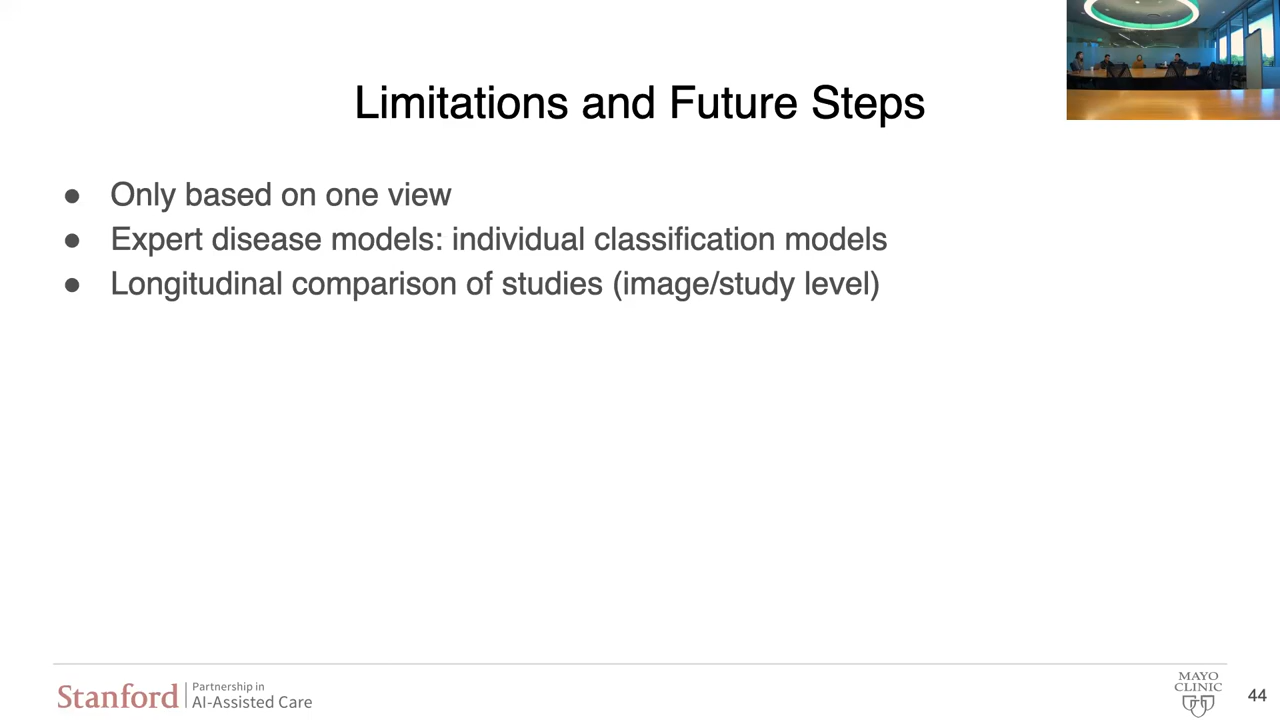 Limitations and Future Steps
● Only based on one view
● Expert disease models: individual classification models
● Longitudinal comparison of studies (image/study level)
Stanford
Partnership in
AI-Assisted Care
MAYO
CLINIC
44